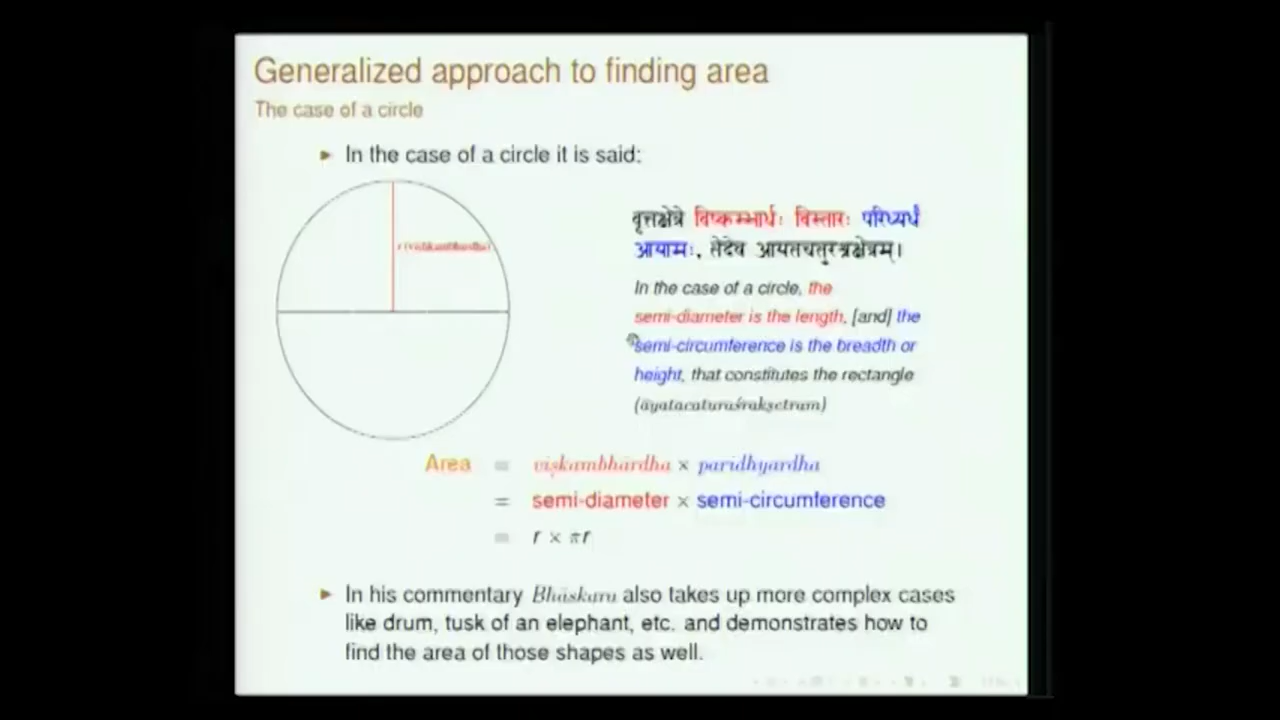 Generalized approach to finding area
The case of a circle
► In the case of a circle it is said:
r (viṣkambhārdha)
वृत्तक्षेत्रे विष्कम्भार्धः विस्तारः परिध्यर्धं
आयामः, तेदेव आयतचतुरश्रक्षेत्रम्।
In the case of a circle, the
semi-diameter is the length, [and] the
semi-circumference is the breadth or
height, that constitutes the rectangle
(āyatacaturaśrakṣetram)
Area = viṣkambhārdha × paridhyardha
= semi-diameter × semi-circumference
= r × πr
► In his commentary Bhāskara also takes up more complex cases
like drum, tusk of an elephant, etc. and demonstrates how to
find the area of those shapes as well.